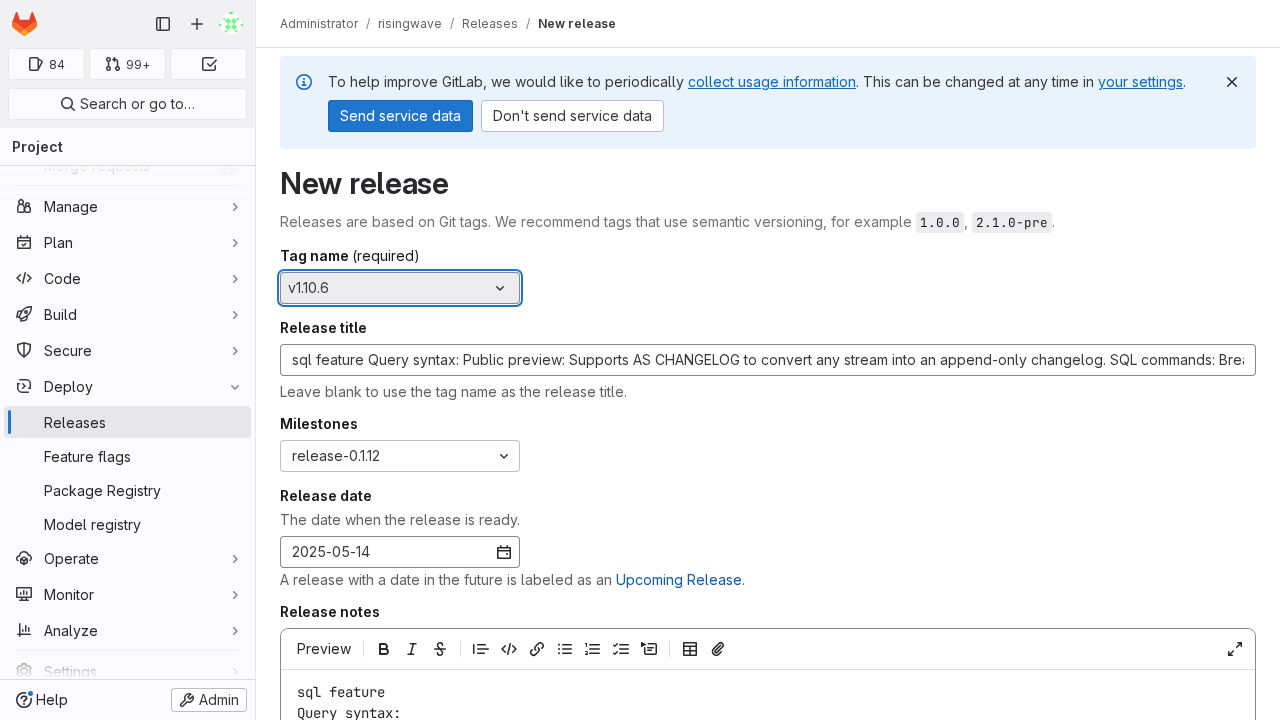 Administrator / risingwave / Releases / New release
84
99+
Search or go to…
Project
Merge requests
Manage
Plan
Code
Build
Secure
Deploy
Releases
Feature flags
Package Registry
Model registry
Operate
Monitor
Analyze
Settings
Help
Admin
To help improve GitLab, we would like to periodically collect usage information. This can be changed at any time in your settings.
Send service data
Don't send service data
New release
Releases are based on Git tags. We recommend tags that use semantic versioning, for example 1.0.0, 2.1.0-pre.
Tag name (required)
v1.10.6
Release title
sql feature Query syntax: Public preview: Supports AS CHANGELOG to convert any stream into an append-only changelog. SQL commands: Brea
Leave blank to use the tag name as the release title.
Milestones
release-0.1.12
Release date
The date when the release is ready.
2025-05-14
A release with a date in the future is labeled as an Upcoming Release.
Release notes
Preview
sql feature
Query syntax: